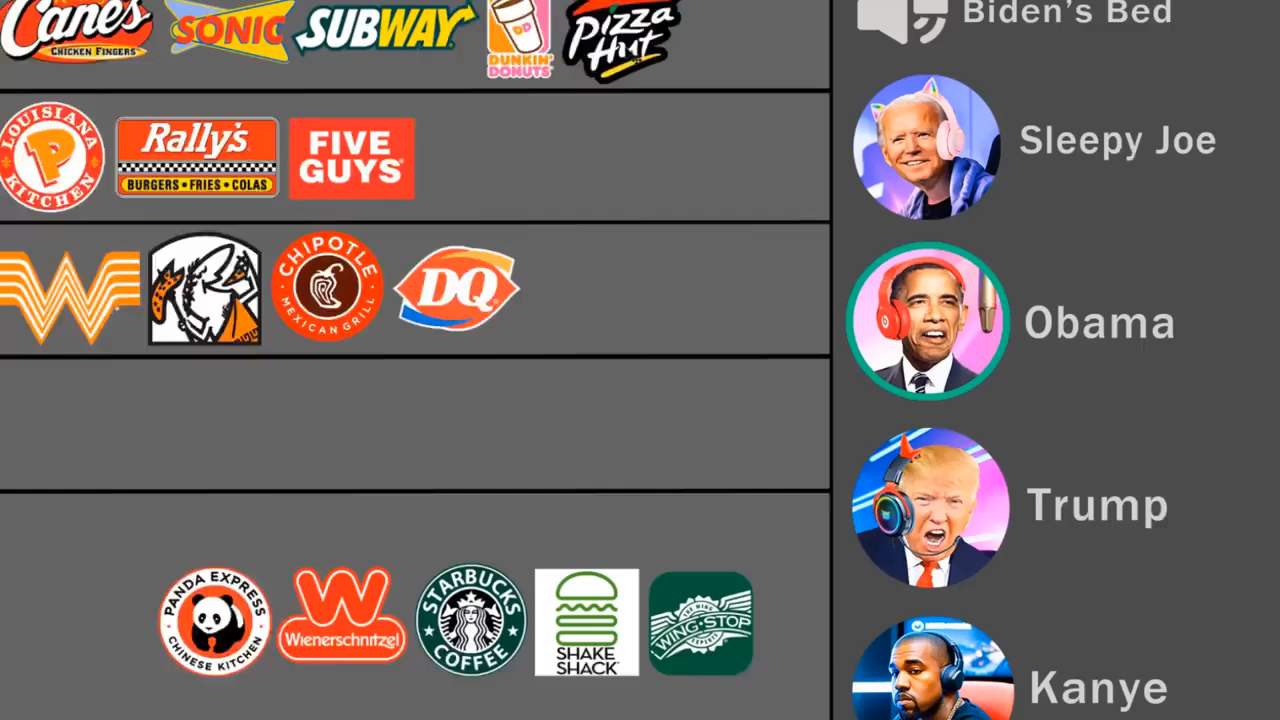 Cane's
CHICKEN FINGERS
SONIC
SUBWAY
DD
DUNKIN'
DONUTS
Pizza
Hut
Biden's Bed
LOUISIANA
P
KITCHEN
Rally's
BURGERS • FRIES • COLAS
FIVE
GUYS
Sleepy Joe
W
CHIPOTLE
MEXICAN GRILL
DQ
Obama
Trump
PANDA EXPRESS
CHINESE KITCHEN
W
Wienerschnitzel
STARBUCKS
COFFEE
SHAKE
SHACK
WING•STOP
Kanye